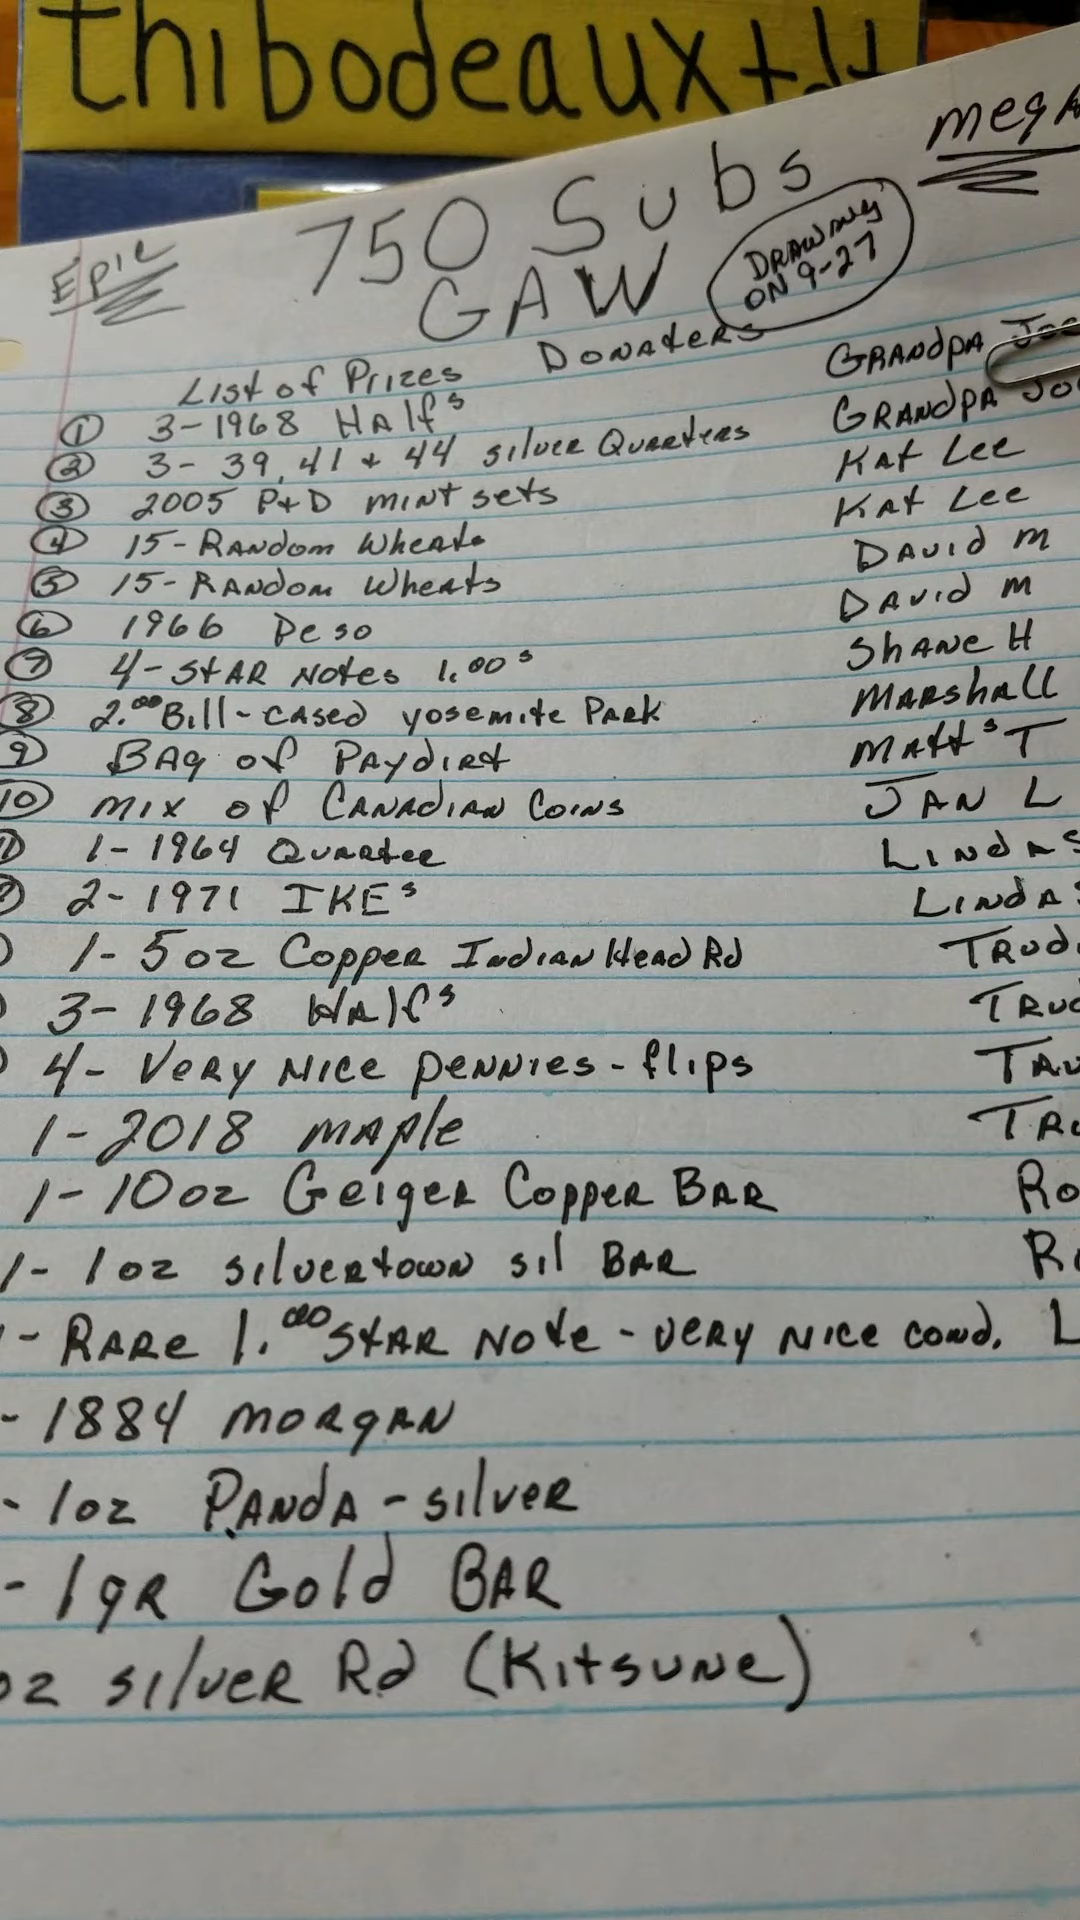 thibodeaux
Epic
750 Subs
GAW
DRAWING
ON 9-27
List of Prizes Donaters
① 3-1968 Halfs Grandpa
② 3- 39, 41 + 44 silver Quarters Grandpa
③ 2005 P+D mint sets Kat Lee
④ 15-Random Wheats Kat Lee
⑤ 15-Random Wheats David M
⑥ 1966 Peso David M
⑦ 4-Star Notes 1.00s Shane H
⑧ 2.00 Bill-cased yosemite Park Marshall
⑨ Bag of Paydirt Matt's T
⑩ mix of Canadian Coins Jan L
1-1964 Quarter Linda S
2-1971 IKEs Linda S
1-5oz Copper Indian Head Rd
3-1968 Halfs
4-Very Nice pennies-flips
1-2018 maple
1-10oz Geiger Copper Bar
1-1oz silvertown sil Bar
- Rare 1.00 Star Note-very nice cond.
- 1884 morgan
- 1oz Panda-silver
- 1gr Gold Bar
oz silver Rd (Kitsune)